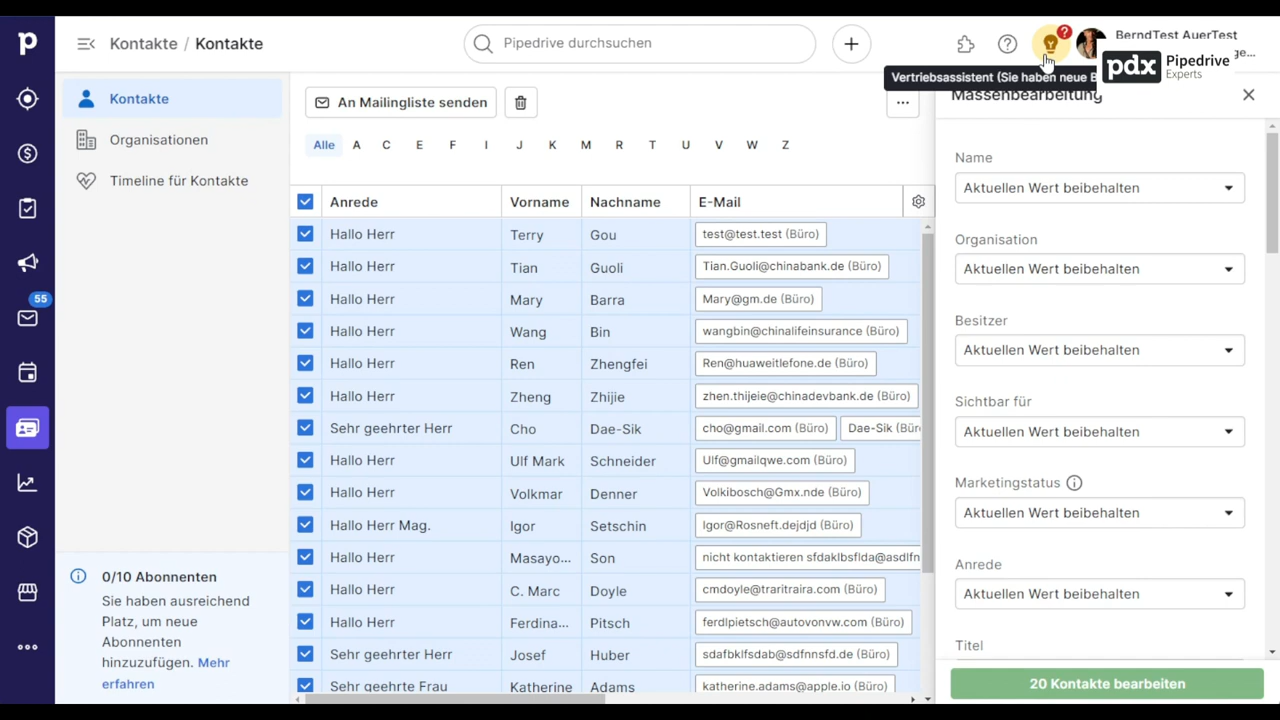 Kontakte / Kontakte
Pipedrive durchsuchen
?
BerndTest AuerTest
Vertriebsassistent (Sie haben neue B
pdx Pipedrive
Experts
55
Kontakte
Organisationen
Timeline für Kontakte
0/10 Abonnenten
Sie haben ausreichend
Platz, um neue
Abonnenten
hinzuzufügen. Mehr
erfahren
An Mailingliste senden
...
Alle A C E F I J K M R T U V W Z
Anrede Vorname Nachname E-Mail
Hallo Herr Terry Gou test@test.test (Büro)
Hallo Herr Tian Guoli Tian.Guoli@chinabank.de (Büro)
Hallo Herr Mary Barra Mary@gm.de (Büro)
Hallo Herr Wang Bin wangbin@chinalifeinsurance (Büro)
Hallo Herr Ren Zhengfei Ren@huaweitlefone.de (Büro)
Hallo Herr Zheng Zhijie zhen.thijeie@chinadevbank.de (Büro)
Sehr geehrter Herr Cho Dae-Sik cho@gmail.com (Büro) Dae-Sik (Bür
Hallo Herr Ulf Mark Schneider Ulf@gmailqwe.com (Büro)
Hallo Herr Volkmar Denner Volkibosch@Gmx.nde (Büro)
Hallo Herr Mag. Igor Setschin Igor@Rosneft.dejdjd (Büro)
Hallo Herr Masayo... Son nicht kontaktieren sfdaklbsflda@asdlfn
Hallo Herr C. Marc Doyle cmdoyle@traritraira.com (Büro)
Hallo Herr Ferdina... Pitsch ferdlpietsch@autovonvw.com (Büro)
Sehr geehrter Herr Josef Huber sdafbklfsdab@sdfnnsfd.de (Büro)
Sehr geehrte Frau Katherine Adams katherine.adams@apple.io (Büro)
Massenbearbeitung
Name
Aktuellen Wert beibehalten
Organisation
Aktuellen Wert beibehalten
Besitzer
Aktuellen Wert beibehalten
Sichtbar für
Aktuellen Wert beibehalten
Marketingstatus
Aktuellen Wert beibehalten
Anrede
Aktuellen Wert beibehalten
Titel
20 Kontakte bearbeiten